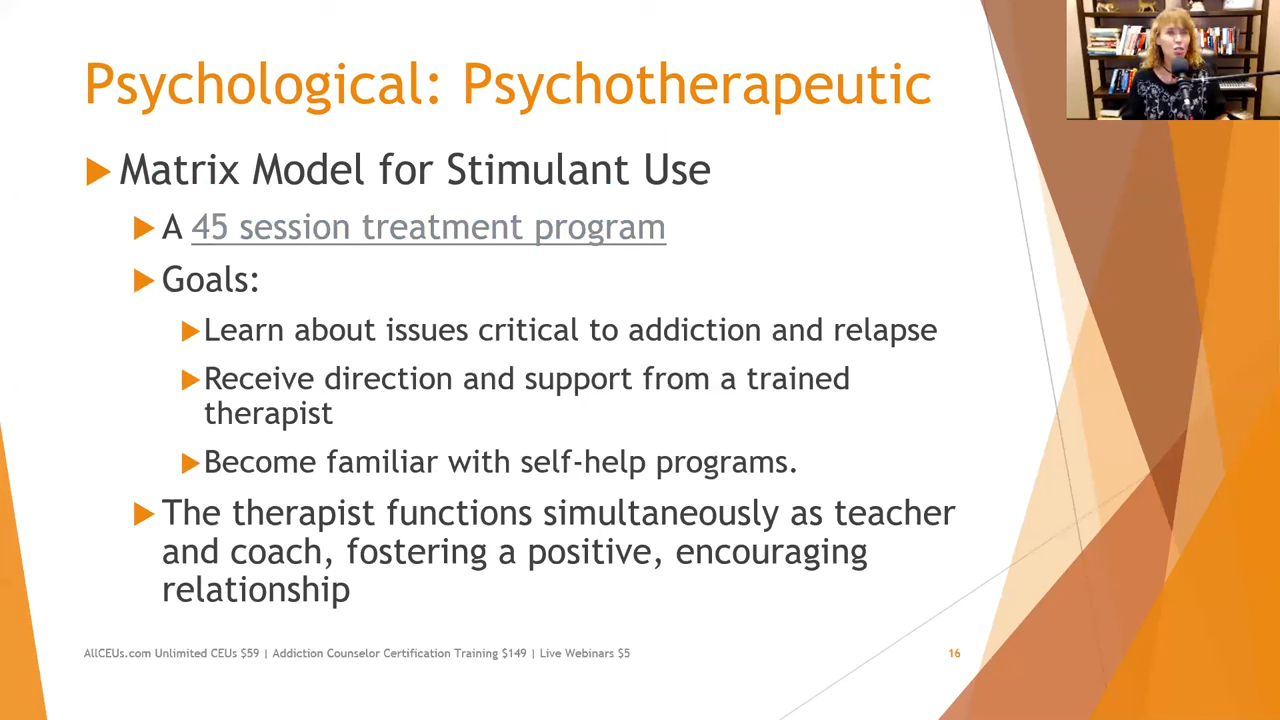 Psychological: Psychotherapeutic
Matrix Model for Stimulant Use
A 45 session treatment program
Goals:
Learn about issues critical to addiction and relapse
Receive direction and support from a trained
therapist
Become familiar with self-help programs.
The therapist functions simultaneously as teacher
and coach, fostering a positive, encouraging
relationship
AllCEUs.com Unlimited CEUs $59 | Addiction Counselor Certification Training $149 | Live Webinars $5
16